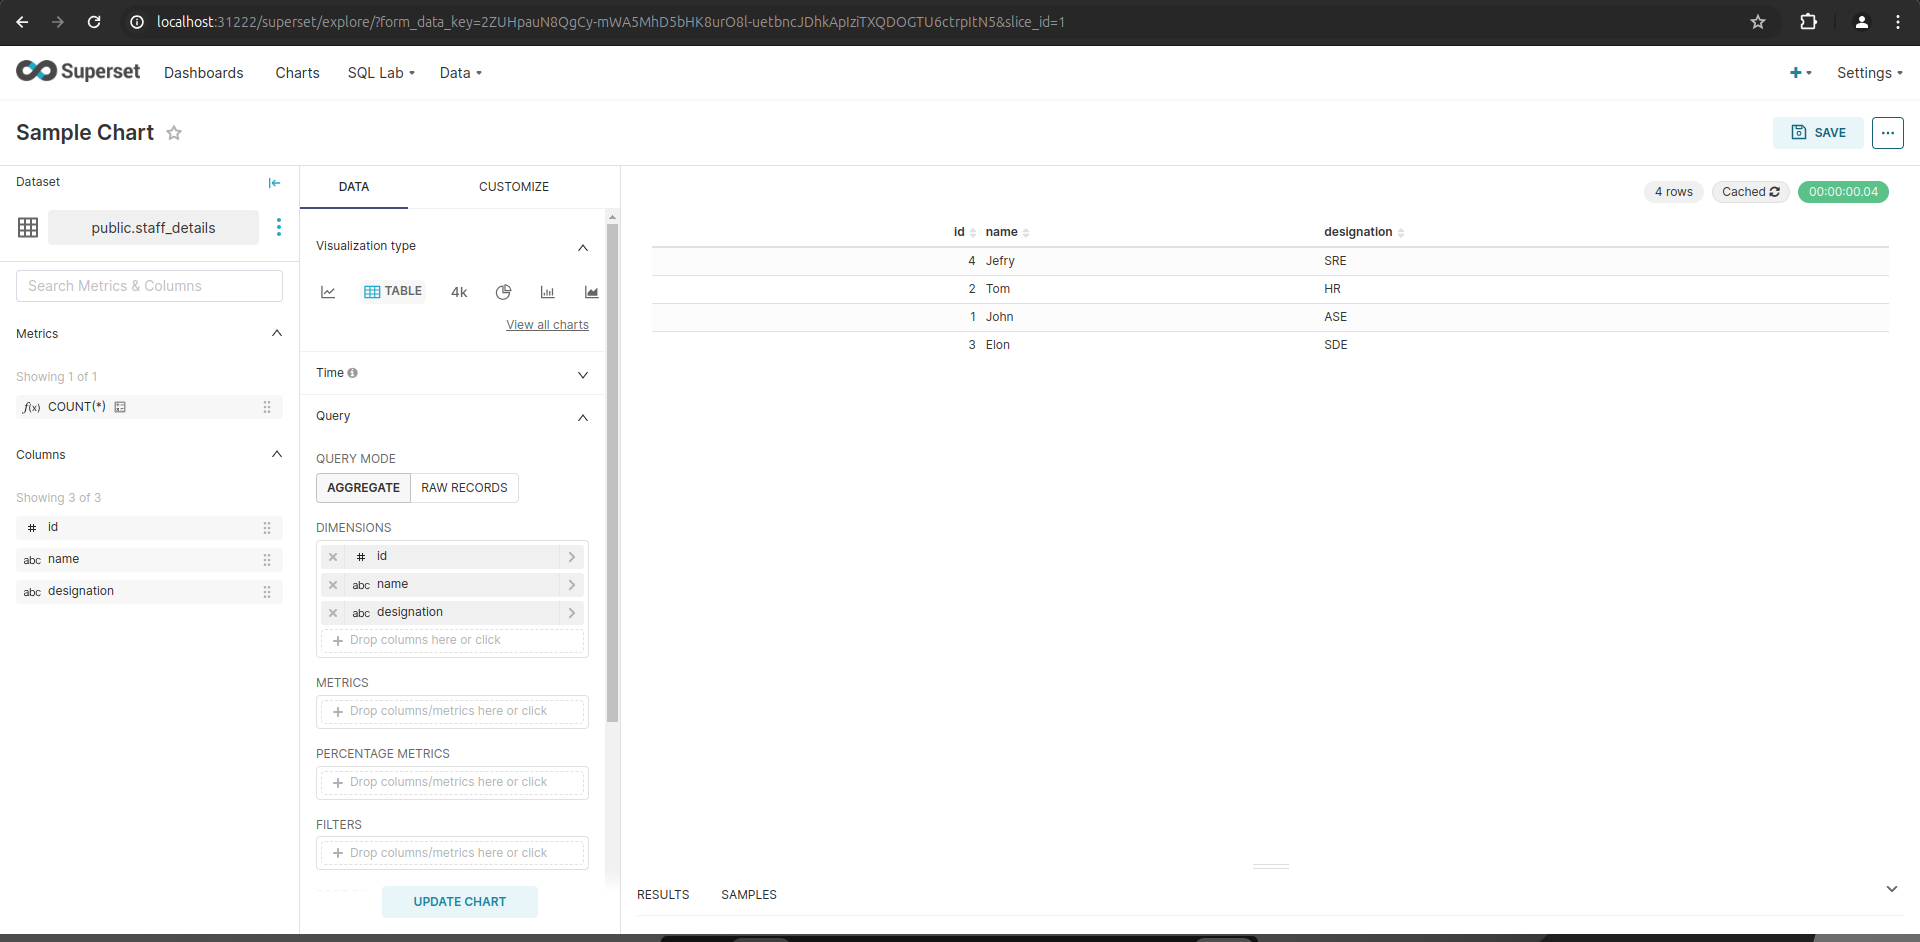 localhost:31222/superset/explore/?form_data_key=2ZUHpauN8QgCy-mWA5MhD5bHK8urO8l-uetbncJDhkApIziTXQDOGTU6ctrpItN5&slice_id=1
Superset Dashboards Charts SQL Lab Data + Settings
Sample Chart
SAVE
...
Dataset
public.staff_details
Search Metrics & Columns
Metrics
Showing 1 of 1
f(x) COUNT(*)
Columns
Showing 3 of 3
# id
abc name
abc designation
DATA CUSTOMIZE
Visualization type
TABLE 4k
View all charts
Time
Query
QUERY MODE
AGGREGATE RAW RECORDS
DIMENSIONS
# id
abc name
abc designation
+ Drop columns here or click
METRICS
+ Drop columns/metrics here or click
PERCENTAGE METRICS
+ Drop columns/metrics here or click
FILTERS
+ Drop columns/metrics here or click
UPDATE CHART
4 rows Cached 00:00:00.04
id name designation
4 Jefry SRE
2 Tom HR
1 John ASE
3 Elon SDE
RESULTS SAMPLES